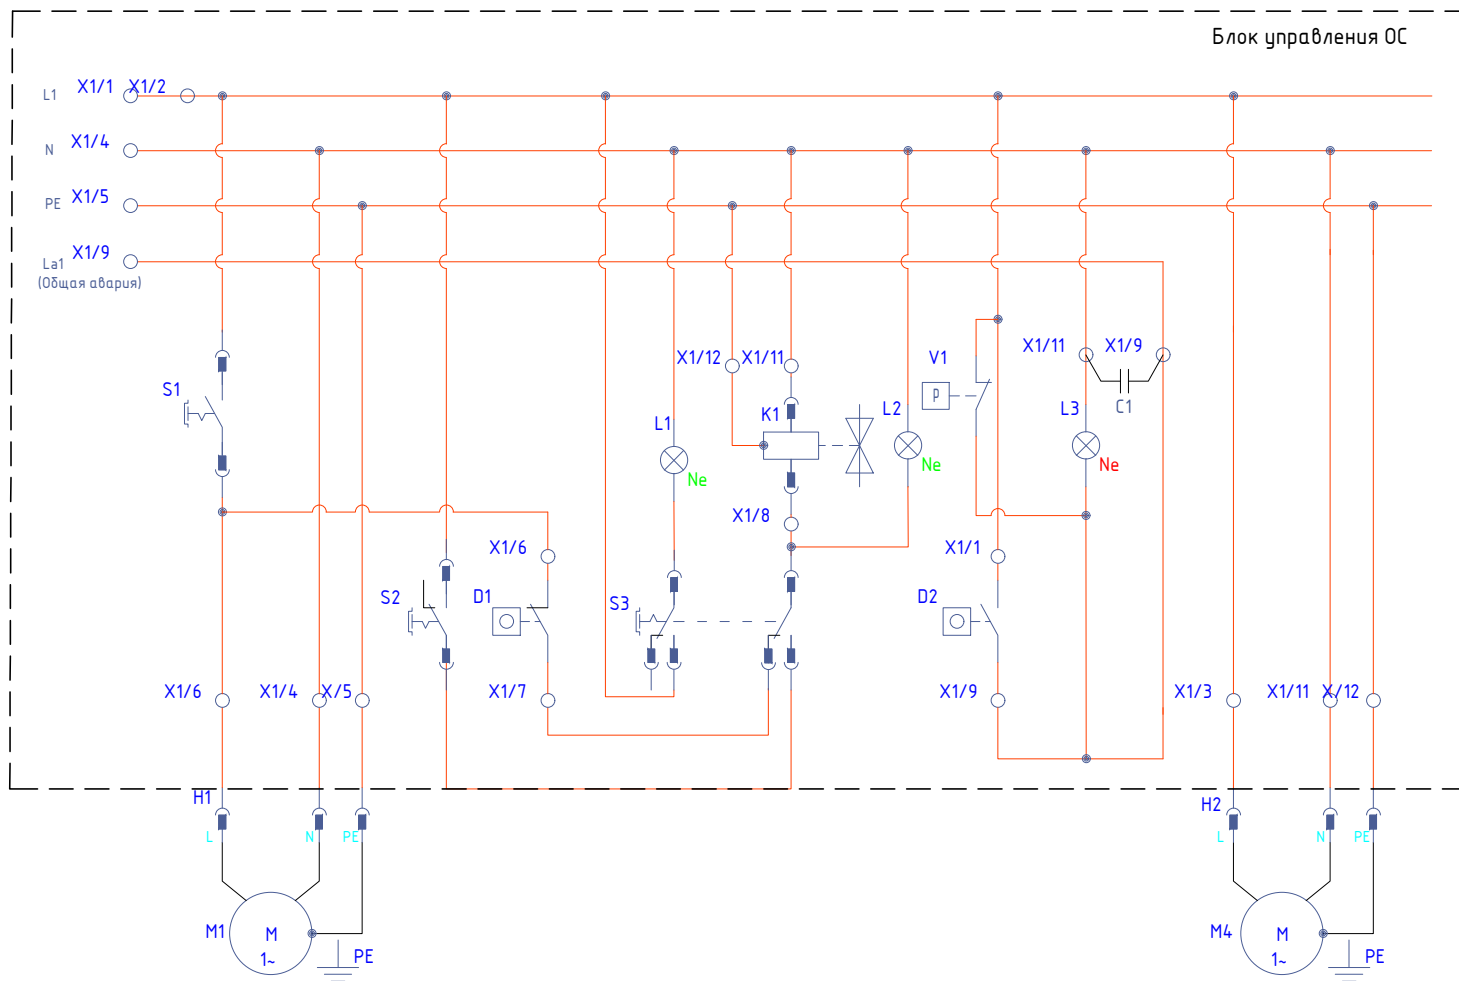 Блок управления ОС
L1 X1/1 X1/2
N X1/4
PE X1/5
La1 X1/9
(Общая авария)
X1/12 X1/11 V1 X1/11 X1/9
S1 P
L1 K1 L2 L3 C1
Ne Ne Ne
X1/8
X1/6 X1/1
S2 D1 S3 D2
X1/6 X1/4 X/5 X1/7 X1/9 X1/3 X1/11 X/12
H1 H2
L N PE L N PE
M1 M M4 M
1~ PE 1~ PE